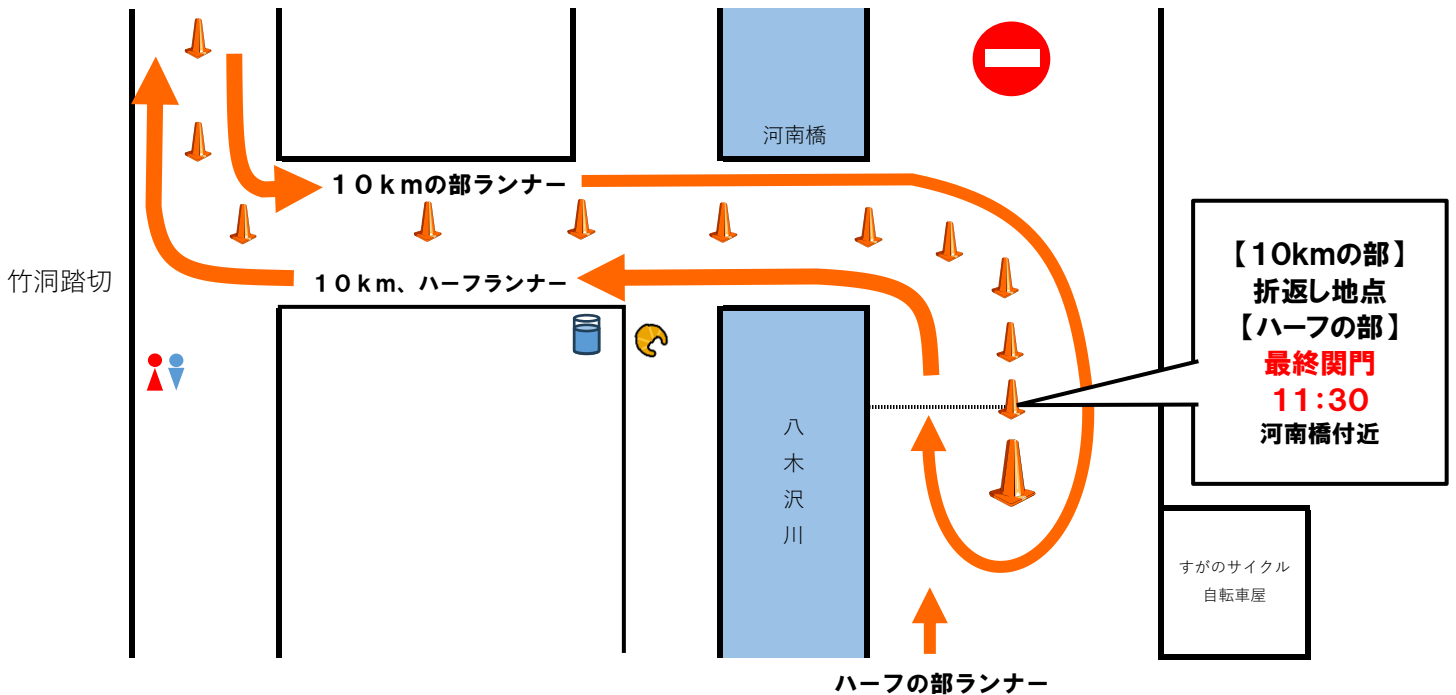 河南橋
１０ｋｍの部ランナー
竹洞踏切
１０ｋｍ、ハーフランナー
【10kmの部】
折返し地点
【ハーフの部】
最終関門
11：30
河南橋付近
八木沢川
すがのサイクル
自転車屋
ハーフの部ランナー